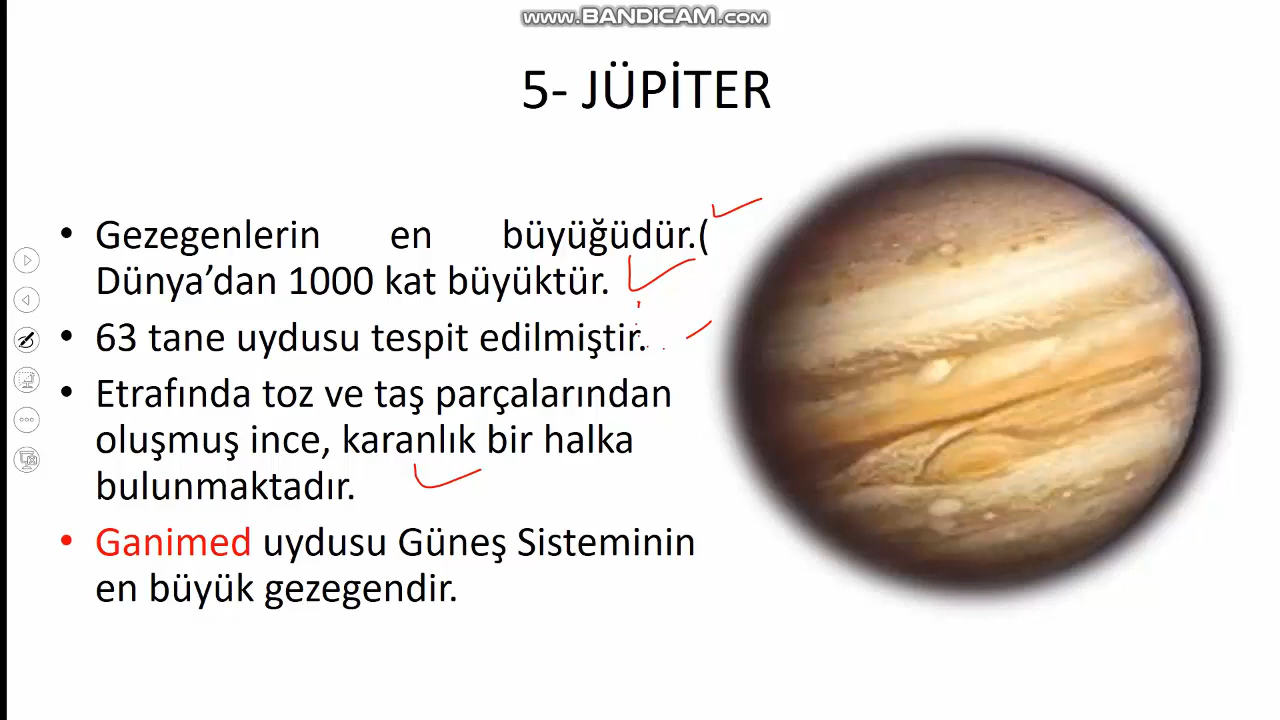 www.BANDICAM.com
5- JÜPİTER
• Gezegenlerin en büyüğüdür.(
Dünya’dan 1000 kat büyüktür.
• 63 tane uydusu tespit edilmiştir.
• Etrafında toz ve taş parçalarından
oluşmuş ince, karanlık bir halka
bulunmaktadır.
• Ganimed uydusu Güneş Sisteminin
en büyük gezegendir.